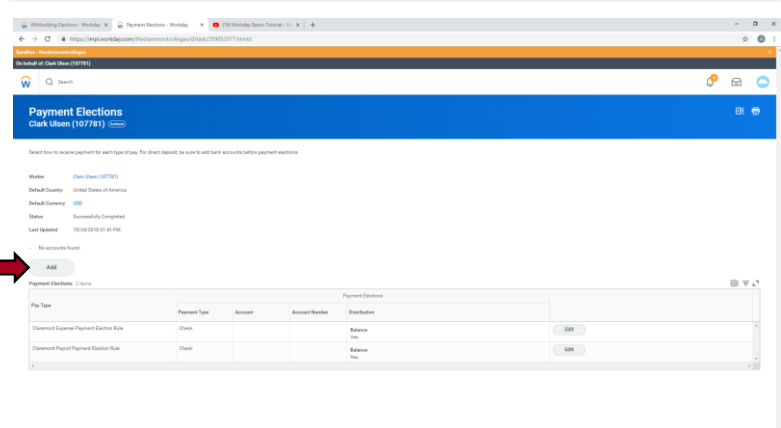 Withholding Elections - Workday
Payment Elections - Workday
(78) Workday Basics Tutorial -
https://impl.workday.com/theclaremontcolleges/d/task/2998$2977.htmld
Sandbox - theclaremontcolleges
On behalf of: Clark Ulsen (107781)
Search
Payment Elections
Clark Ulsen (107781) Actions
Select how to receive payment for each type of pay. For direct deposit, be sure to add bank accounts before payment elections.
Worker Clark Ulsen (107781)
Default Country United States of America
Default Currency USD
Status Successfully Completed
Last Updated 10/24/2018 01:41 PM
- No accounts found.
Add
Payment Elections 2 items
Pay Type
Payment Elections
Payment Type Account Account Number Distribution
Claremont Expense Payment Election Rule Check Balance Edit
Yes
Claremont Payroll Payment Election Rule Check Balance Edit
Yes